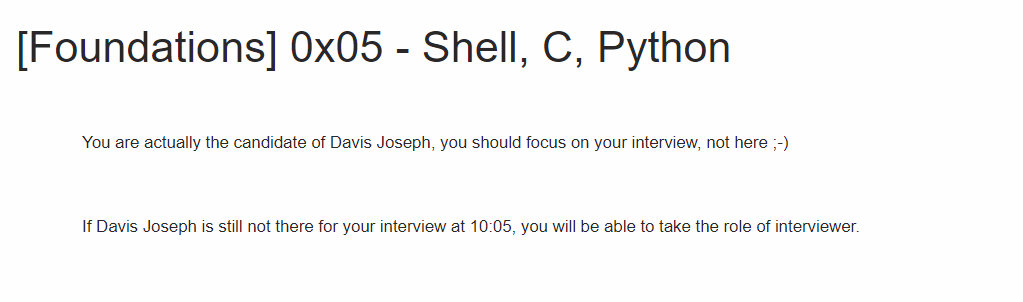 [Foundations] 0x05 - Shell, C, Python
You are actually the candidate of Davis Joseph, you should focus on your interview, not here ;-)
If Davis Joseph is still not there for your interview at 10:05, you will be able to take the role of interviewer.